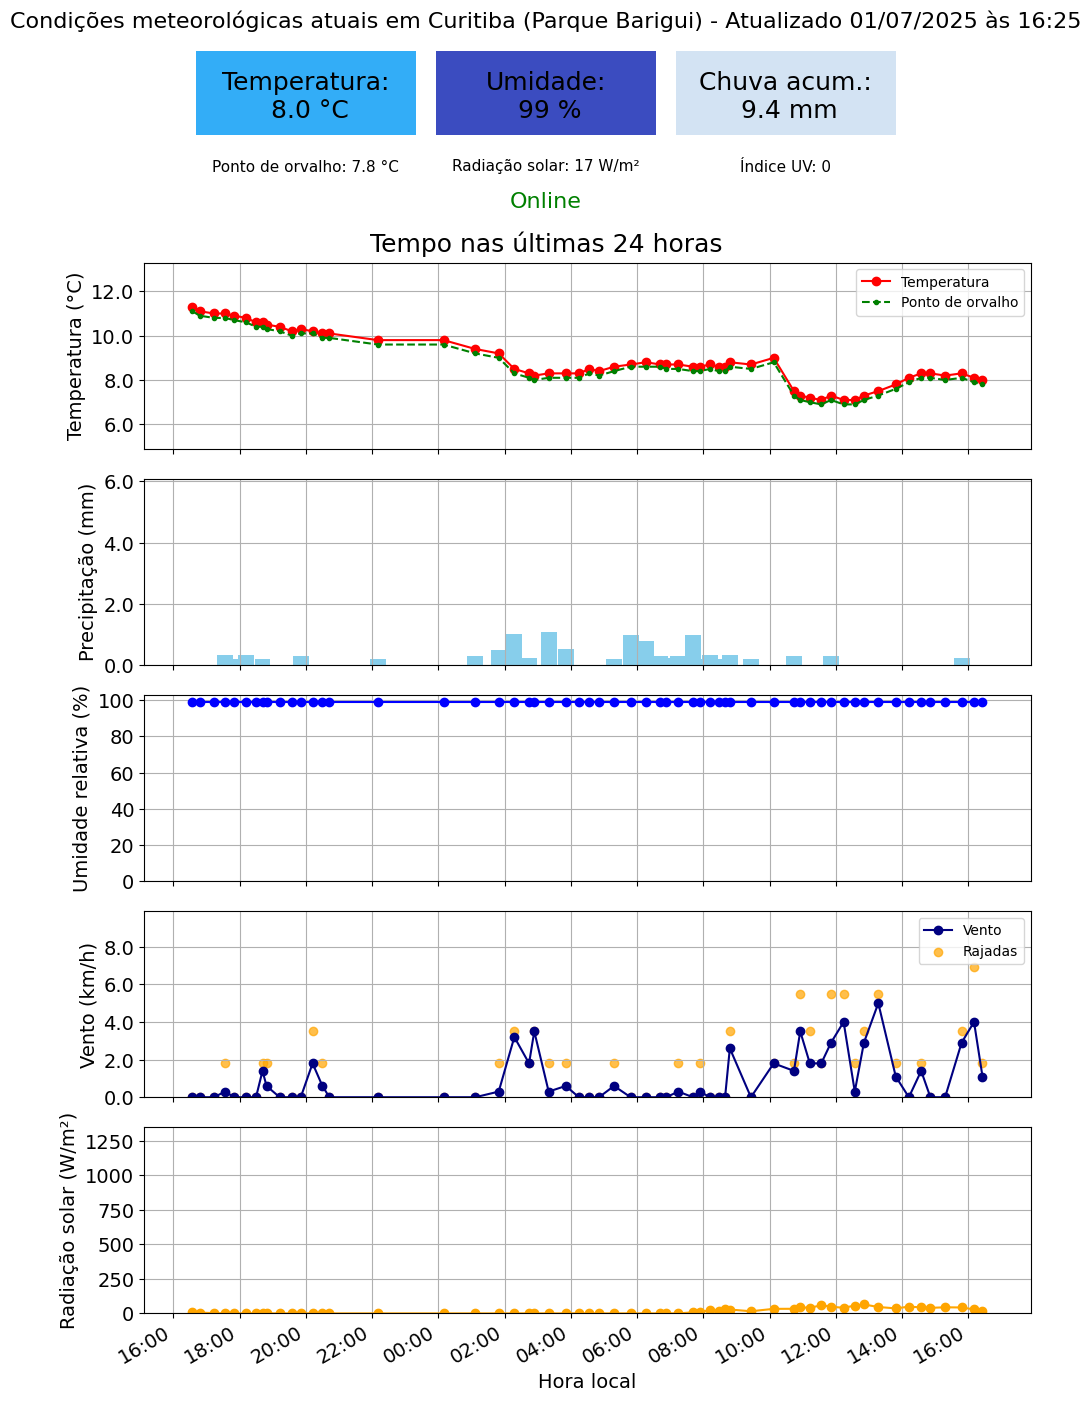 Condições meteorológicas atuais em Curitiba (Parque Barigui) - Atualizado 01/07/2025 às 16:25
Temperatura:
8.0 °C
Umidade:
99 %
Chuva acum.:
9.4 mm
Ponto de orvalho: 7.8 °C
Radiação solar: 17 W/m²
Índice UV: 0
Online
Tempo nas últimas 24 horas
Temperatura (°C)
12.0
10.0
8.0
6.0
Temperatura
Ponto de orvalho
Precipitação (mm)
6.0
4.0
2.0
0.0
Umidade relativa (%)
100
80
60
40
20
0
Vento (km/h)
8.0
6.0
4.0
2.0
0.0
Vento
Rajadas
Radiação solar (W/m²)
1250
1000
750
500
250
0
16:00
18:00
20:00
22:00
00:00
02:00
04:00
06:00
08:00
10:00
12:00
14:00
16:00
Hora local